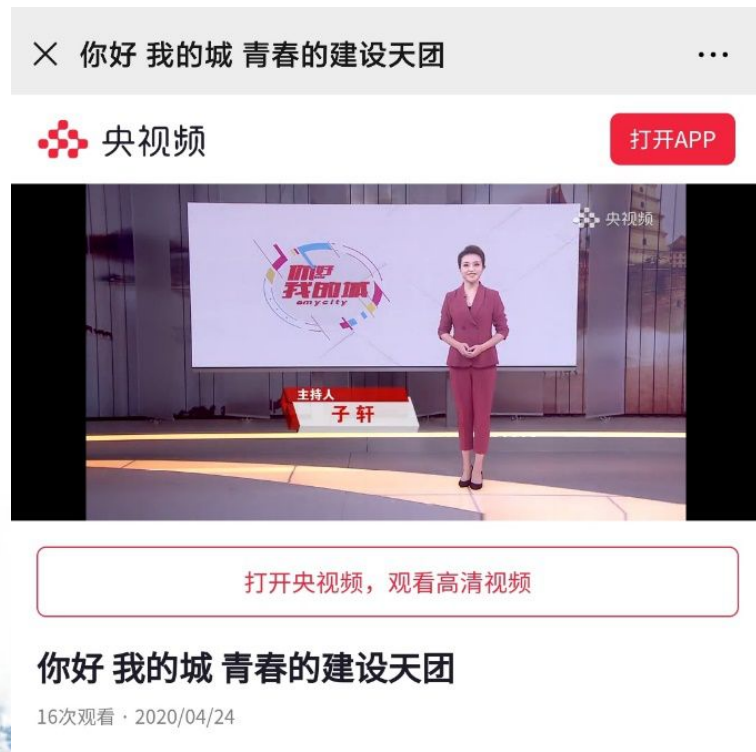 你好 我的城 青春的建设天团
央视频
打开APP
央视频
你好
我的城
amycity
主持人
子轩
打开央视频，观看高清视频
你好 我的城 青春的建设天团
16次观看 · 2020/04/24